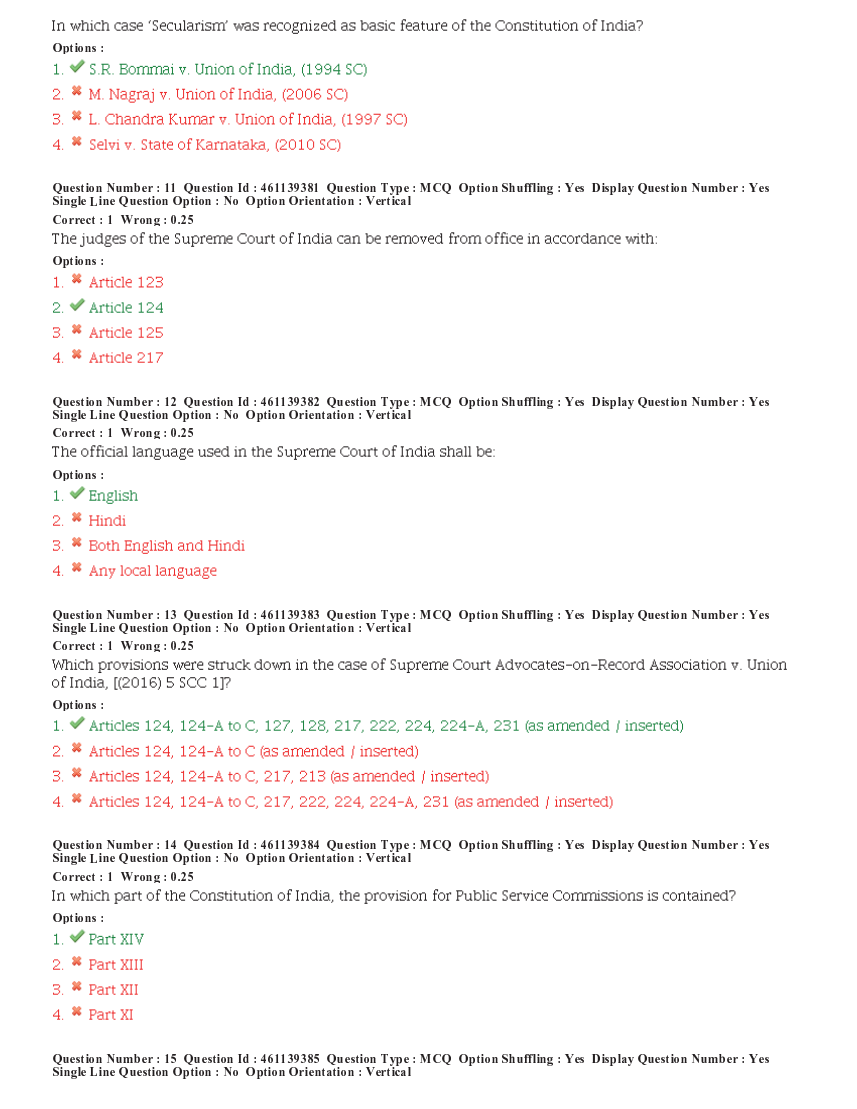 In which case ‘Secularism’ was recognized as basic feature of the Constitution of India?
Options :
1. S.R. Bommai v. Union of India, (1994 SC)
2. M. Nagraj v. Union of India, (2006 SC)
3. L. Chandra Kumar v. Union of India, (1997 SC)
4. Selvi v. State of Karnataka, (2010 SC)
Question Number : 11 Question Id : 461139381 Question Type : MCQ Option Shuffling : Yes Display Question Number : Yes
Single Line Question Option : No Option Orientation : Vertical
Correct : 1 Wrong : 0.25
The judges of the Supreme Court of India can be removed from office in accordance with:
Options :
1. Article 123
2. Article 124
3. Article 125
4. Article 217
Question Number : 12 Question Id : 461139382 Question Type : MCQ Option Shuffling : Yes Display Question Number : Yes
Single Line Question Option : No Option Orientation : Vertical
Correct : 1 Wrong : 0.25
The official language used in the Supreme Court of India shall be:
Options :
1. English
2. Hindi
3. Both English and Hindi
4. Any local language
Question Number : 13 Question Id : 461139383 Question Type : MCQ Option Shuffling : Yes Display Question Number : Yes
Single Line Question Option : No Option Orientation : Vertical
Correct : 1 Wrong : 0.25
Which provisions were struck down in the case of Supreme Court Advocates-on-Record Association v. Union
of India, [(2016) 5 SCC 1]?
Options :
1. Articles 124, 124-A to C, 127, 128, 217, 222, 224, 224-A, 231 (as amended / inserted)
2. Articles 124, 124-A to C (as amended / inserted)
3. Articles 124, 124-A to C, 217, 213 (as amended / inserted)
4. Articles 124, 124-A to C, 217, 222, 224, 224-A, 231 (as amended / inserted)
Question Number : 14 Question Id : 461139384 Question Type : MCQ Option Shuffling : Yes Display Question Number : Yes
Single Line Question Option : No Option Orientation : Vertical
Correct : 1 Wrong : 0.25
In which part of the Constitution of India, the provision for Public Service Commissions is contained?
Options :
1. Part XIV
2. Part XIII
3. Part XII
4. Part XI
Question Number : 15 Question Id : 461139385 Question Type : MCQ Option Shuffling : Yes Display Question Number : Yes
Single Line Question Option : No Option Orientation : Vertical